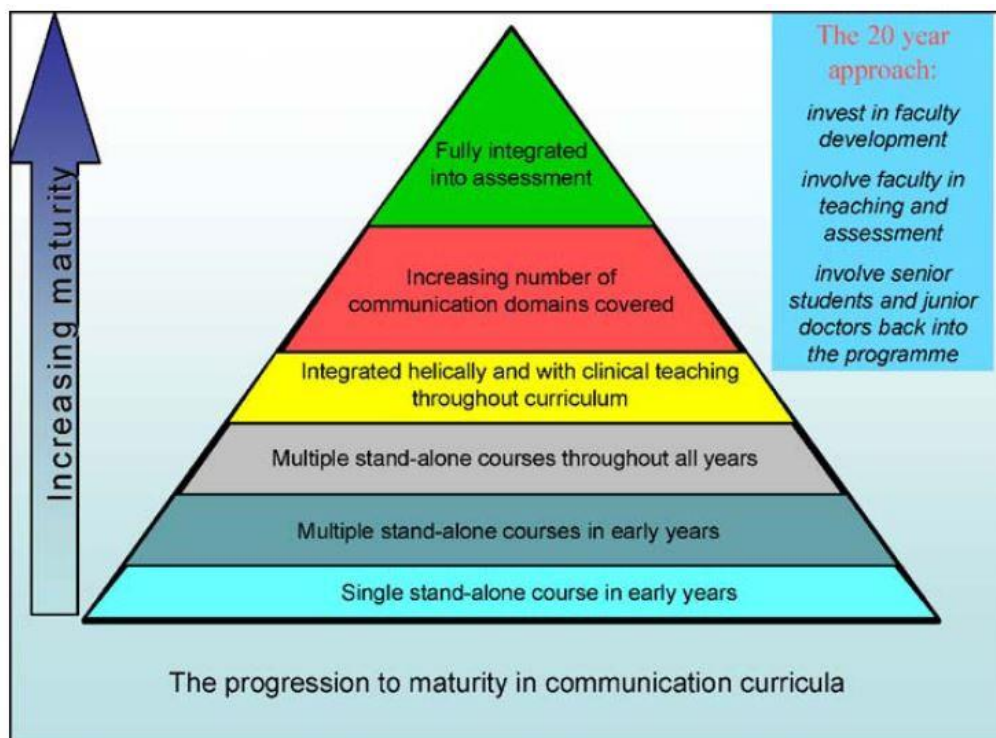 The 20 year
approach:
invest in faculty
development
involve faculty in
teaching and
assessment
involve senior
students and junior
doctors back into
the programme
Increasing maturity
Fully integrated
into assessment
Increasing number of
communication domains covered
Integrated helically and with clinical teaching
throughout curriculum
Multiple stand-alone courses throughout all years
Multiple stand-alone courses in early years
Single stand-alone course in early years
The progression to maturity in communication curricula